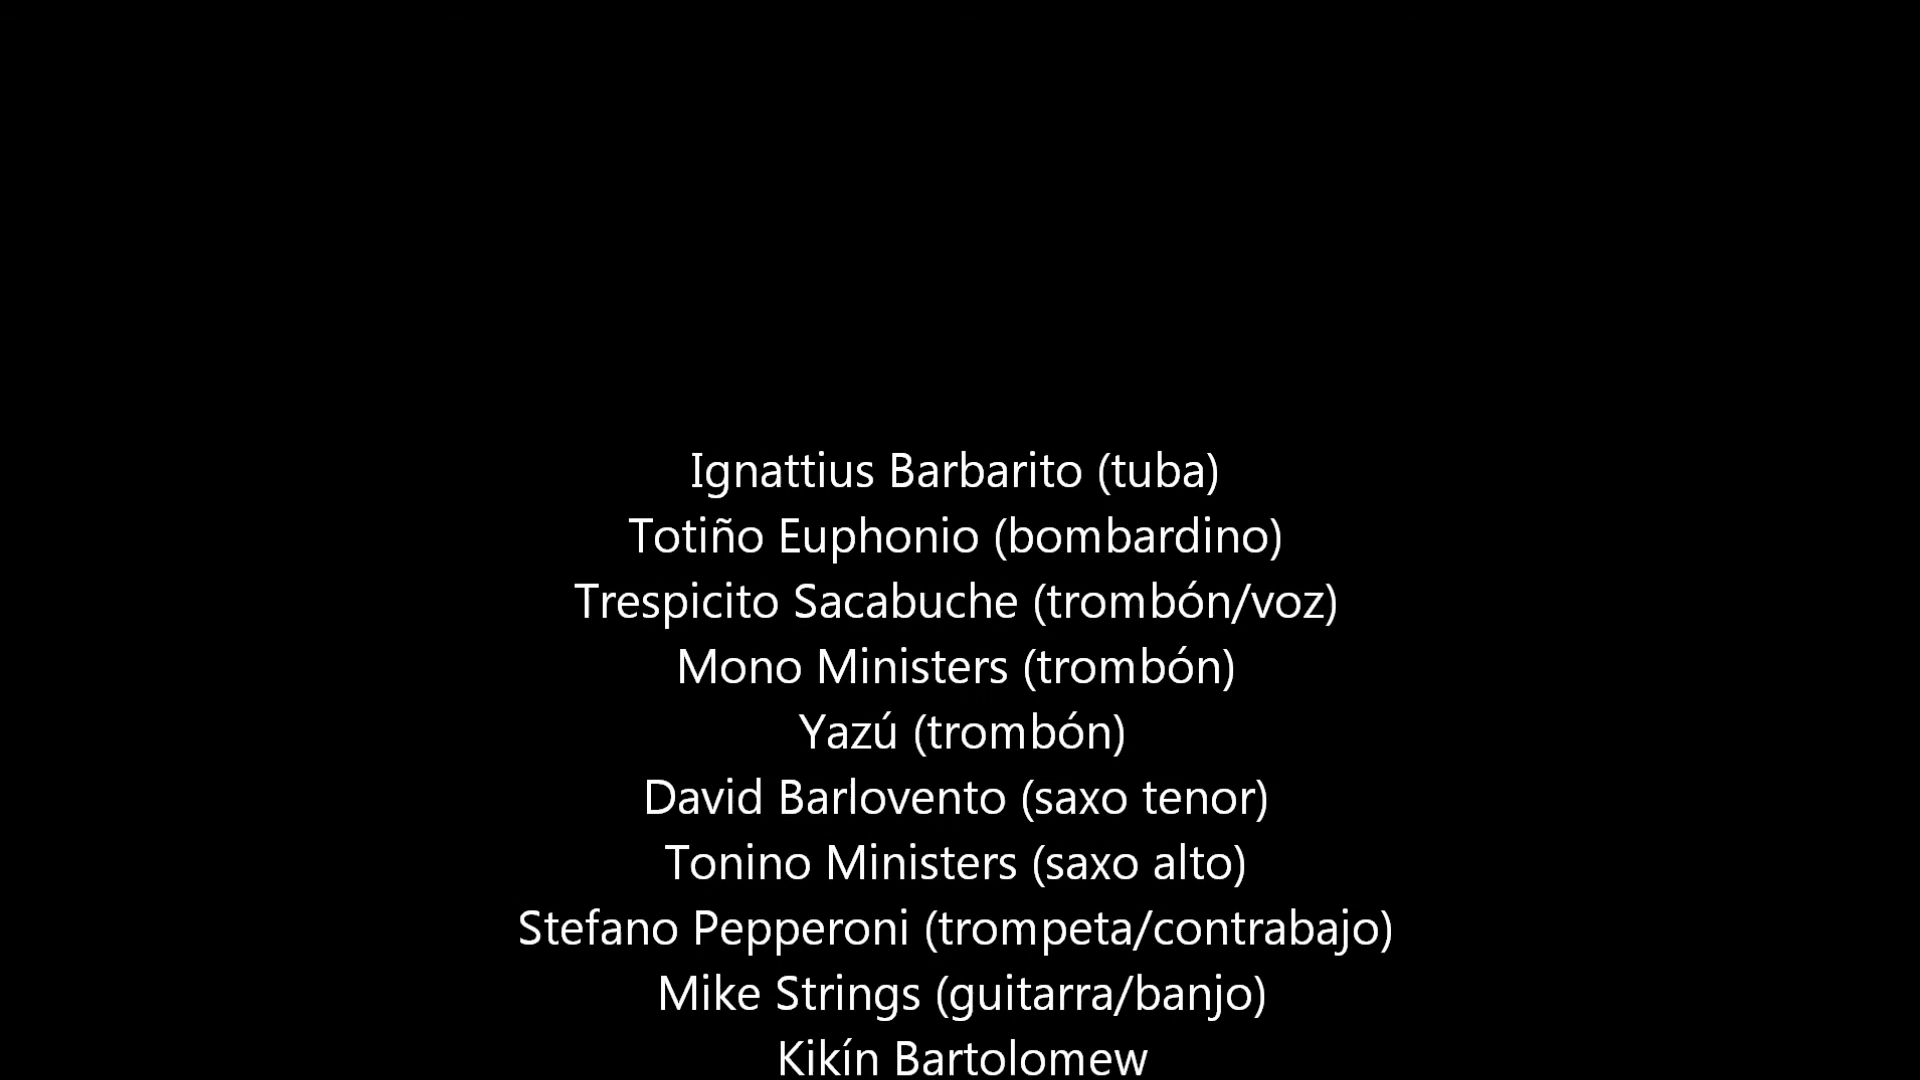 Ignattius Barbarito (tuba)
Totiño Euphonio (bombardino)
Trespicito Sacabuche (trombón/voz)
Mono Ministers (trombón)
Yazú (trombón)
David Barlovento (saxo tenor)
Tonino Ministers (saxo alto)
Stefano Pepperoni (trompeta/contrabajo)
Mike Strings (guitarra/banjo)
Kikín Bartolomew